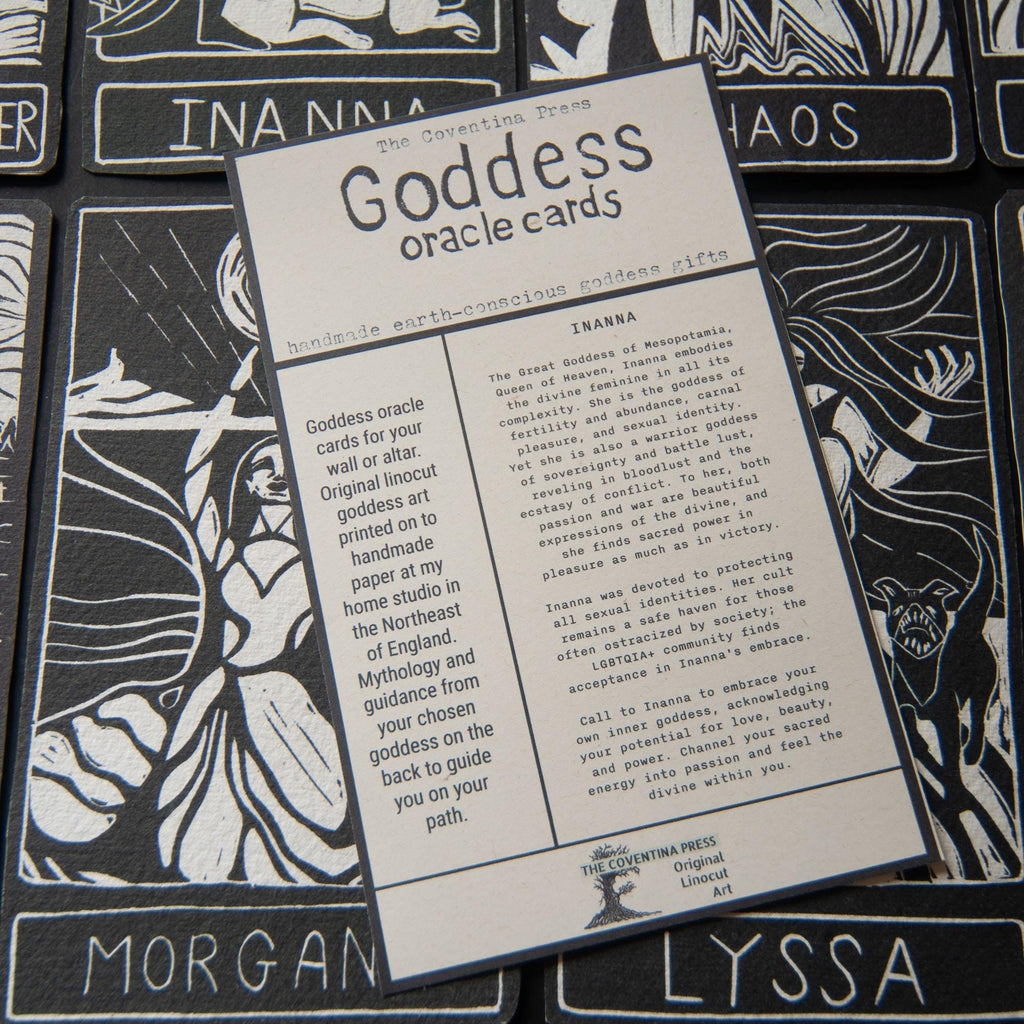 ER
INANNA
HAOS
The Coventina Press
Goddess
oracle cards
handmade earth-conscious goddess gifts
Goddess oracle
cards for your
wall or altar.
Original linocut
goddess art
printed on to
handmade
paper at my
home studio in
the Northeast
of England.
Mythology and
guidance from
your chosen
goddess on the
back to guide
you on your
path.
INANNA
The Great Goddess of Mesopotamia,
Queen of Heaven, Inanna embodies
the divine feminine in all its
complexity. She is the goddess of
fertility and abundance, carnal
pleasure, and sexual identity.
Yet she is also a warrior goddess
of sovereignty and battle lust,
reveling in bloodlust and the
ecstasy of conflict. To her, both
passion and war are beautiful
expressions of the divine, and
she finds sacred power in
pleasure as much as in victory.
Inanna was devoted to protecting
all sexual identities. Her cult
remains a safe haven for those
often ostracized by society; the
LGBTQIA+ community finds
acceptance in Inanna's embrace.
Call to Inanna to embrace your
own inner goddess, acknowledging
your potential for love, beauty,
and power. Channel your sacred
energy into passion and feel the
divine within you.
THE COVENTINA PRESS
Original
Linocut
Art
MORGAN
LYSSA